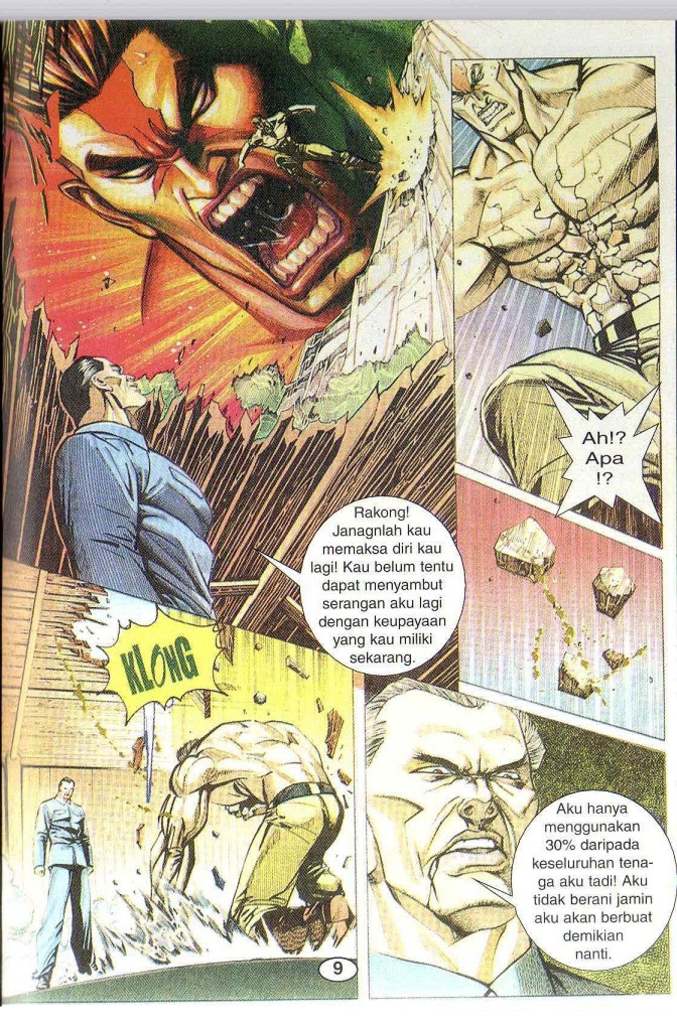 Ah!?
Apa
!?
Rakong!
Janagnlah kau
memaksa diri kau
lagi! Kau belum tentu
dapat menyambut
serangan aku lagi
dengan keupayaan
yang kau miliki
sekarang.
KLONG
Aku hanya
menggunakan
30% daripada
keseluruhan tena-
ga aku tadi! Aku
tidak berani jamin
aku akan berbuat
demikian
nanti.
9